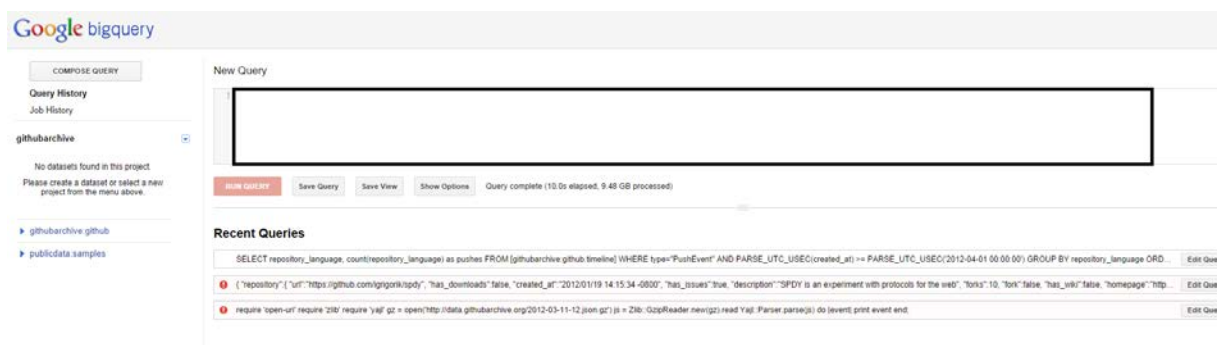 Google bigquery
COMPOSE QUERY
Query History
Job History
githubarchive
No datasets found in this project.
Please create a dataset or select a new
project from the menu above.
githubarchive:github
publicdata:samples
New Query
1
RUN QUERY Save Query Save View Show Options Query complete (10.0s elapsed, 9.48 GB processed)
Recent Queries
SELECT repository_language, count(repository_language) as pushes FROM [githubarchive:github.timeline] WHERE type="PushEvent" AND PARSE_UTC_USEC(created_at) >= PARSE_UTC_USEC('2012-04-01 00:00:00') GROUP BY repository_language ORD... Edit Que
{ "repository":{ "url":"https://github.com/igrigorik/spdy", "has_downloads":false, "created_at":"2012/01/19 14:15:34 -0800", "has_issues":true, "description":"SPDY is an experiment with protocols for the web", "forks":10, "fork":false, "has_wiki":false, "homepage":"http... Edit Que
require 'open-uri' require 'zlib' require 'yajl' gz = open('http://data.githubarchive.org/2012-03-11-12.json.gz') js = Zlib::GzipReader.new(gz).read Yajl::Parser.parse(js) do |event| print event end; Edit Que